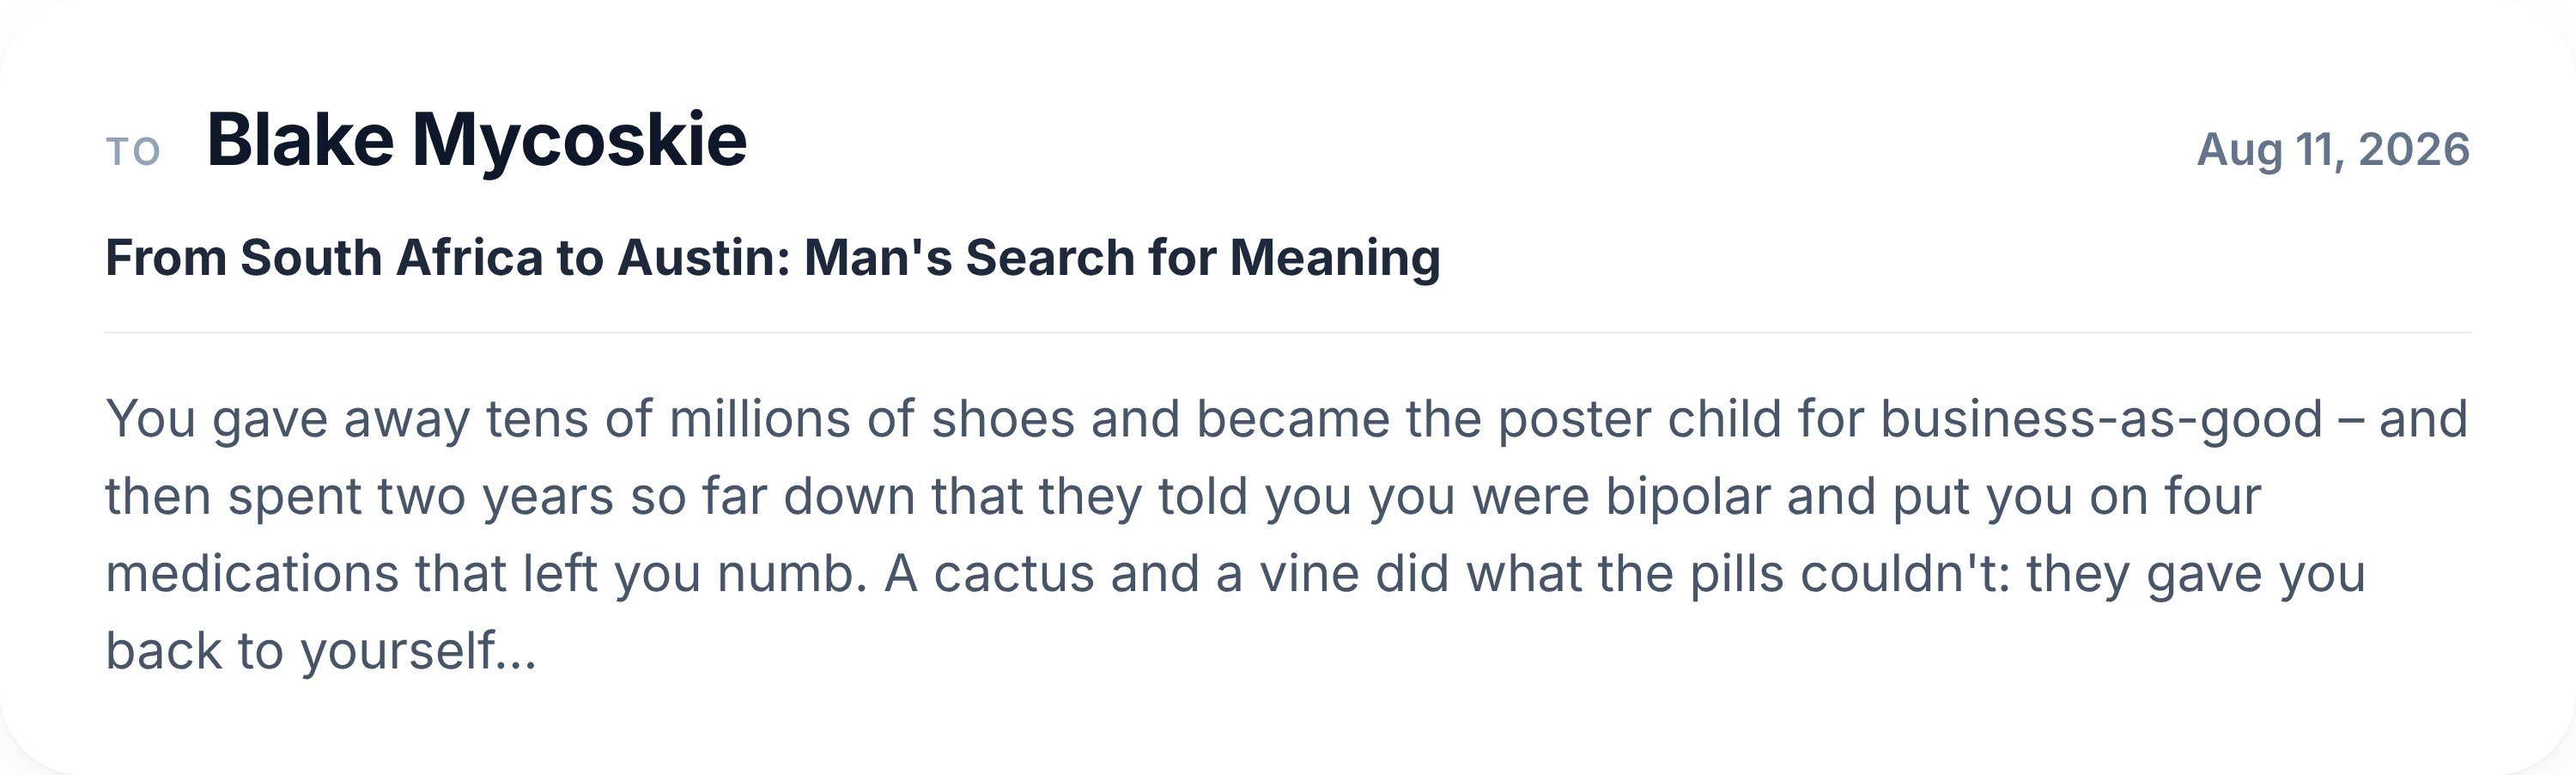 TO Blake Mycoskie Aug 11, 2026
From South Africa to Austin: Man's Search for Meaning
You gave away tens of millions of shoes and became the poster child for business-as-good – and
then spent two years so far down that they told you you were bipolar and put you on four
medications that left you numb. A cactus and a vine did what the pills couldn't: they gave you
back to yourself...